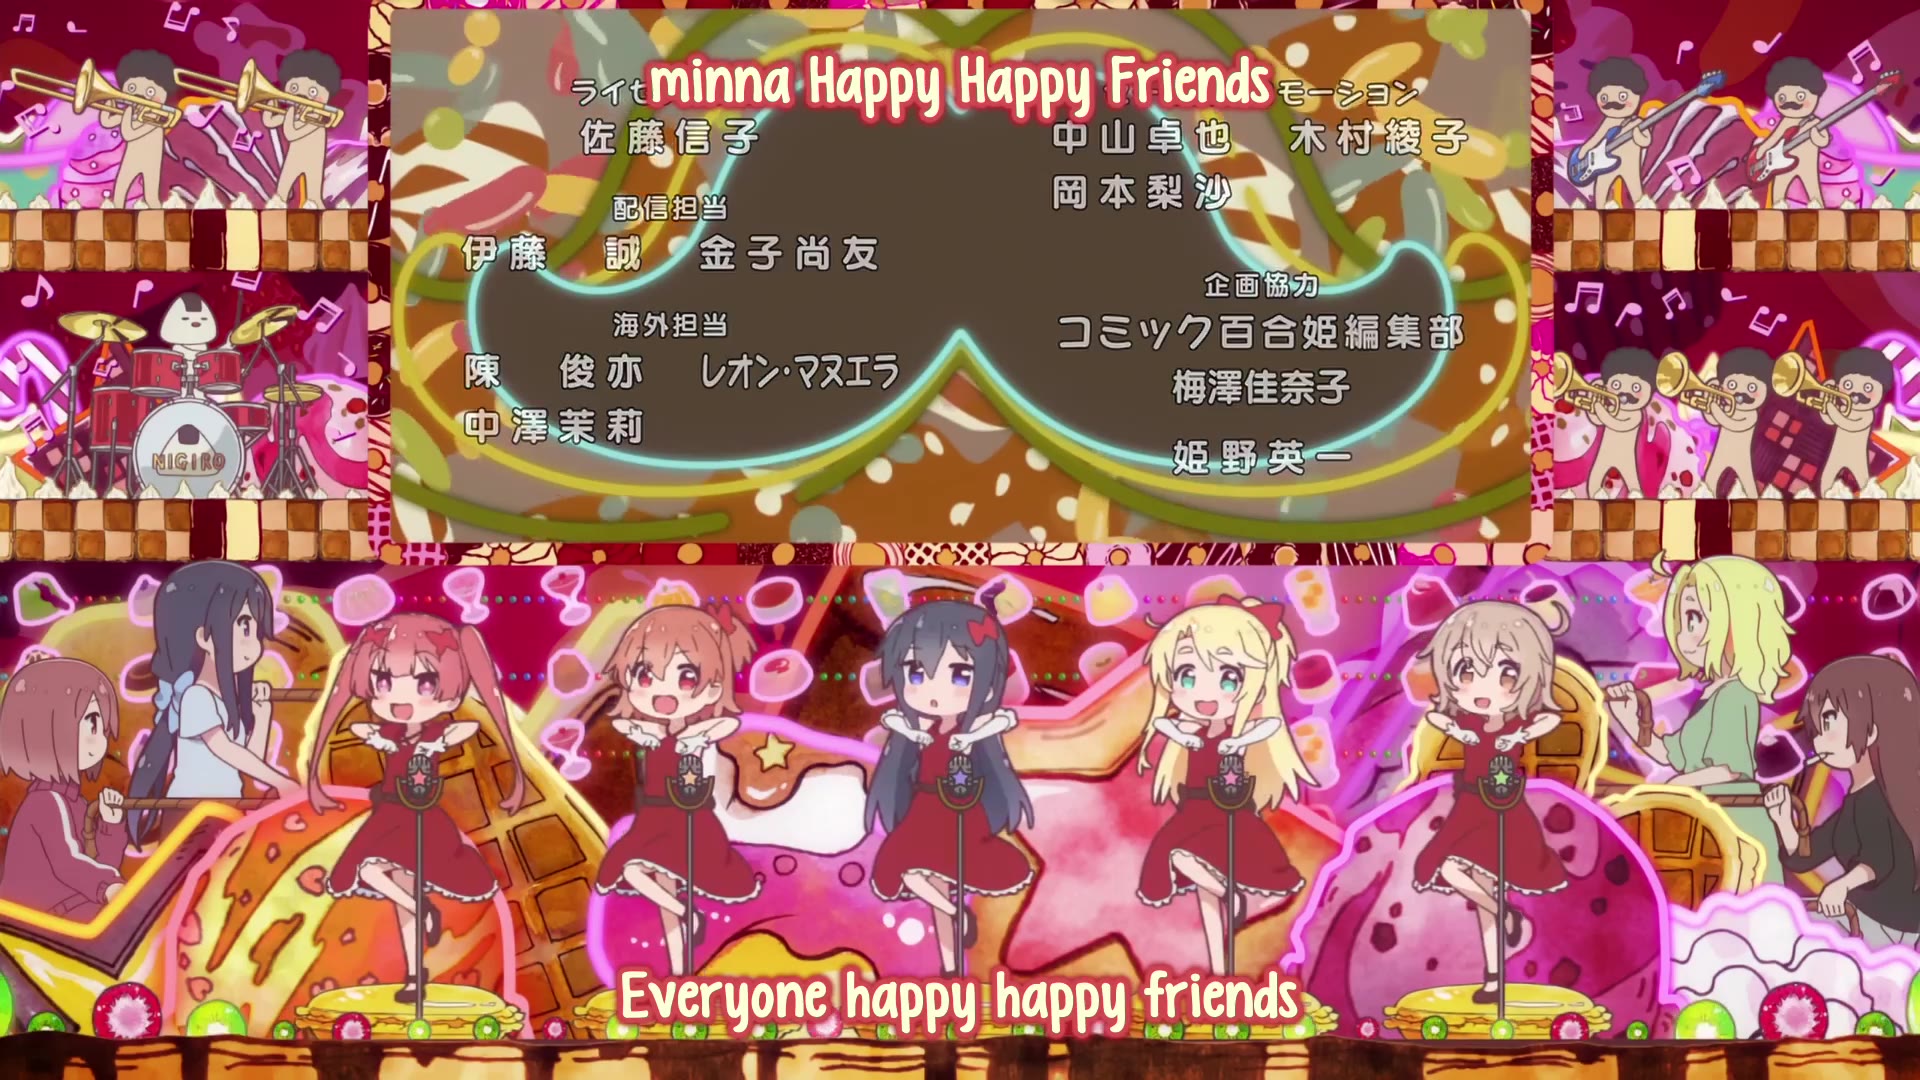 minna Happy Happy Friends
ライセ
モーション
佐藤信子
中山卓也 木村綾子
岡本梨沙
配信担当
伊藤 誠 金子尚友
企画協力
海外担当
コミック百合姫編集部
陳 俊亦 レオン・マヌエラ
梅澤佳奈子
中澤茉莉
姫野英一
NIGIRO
Everyone happy happy friends